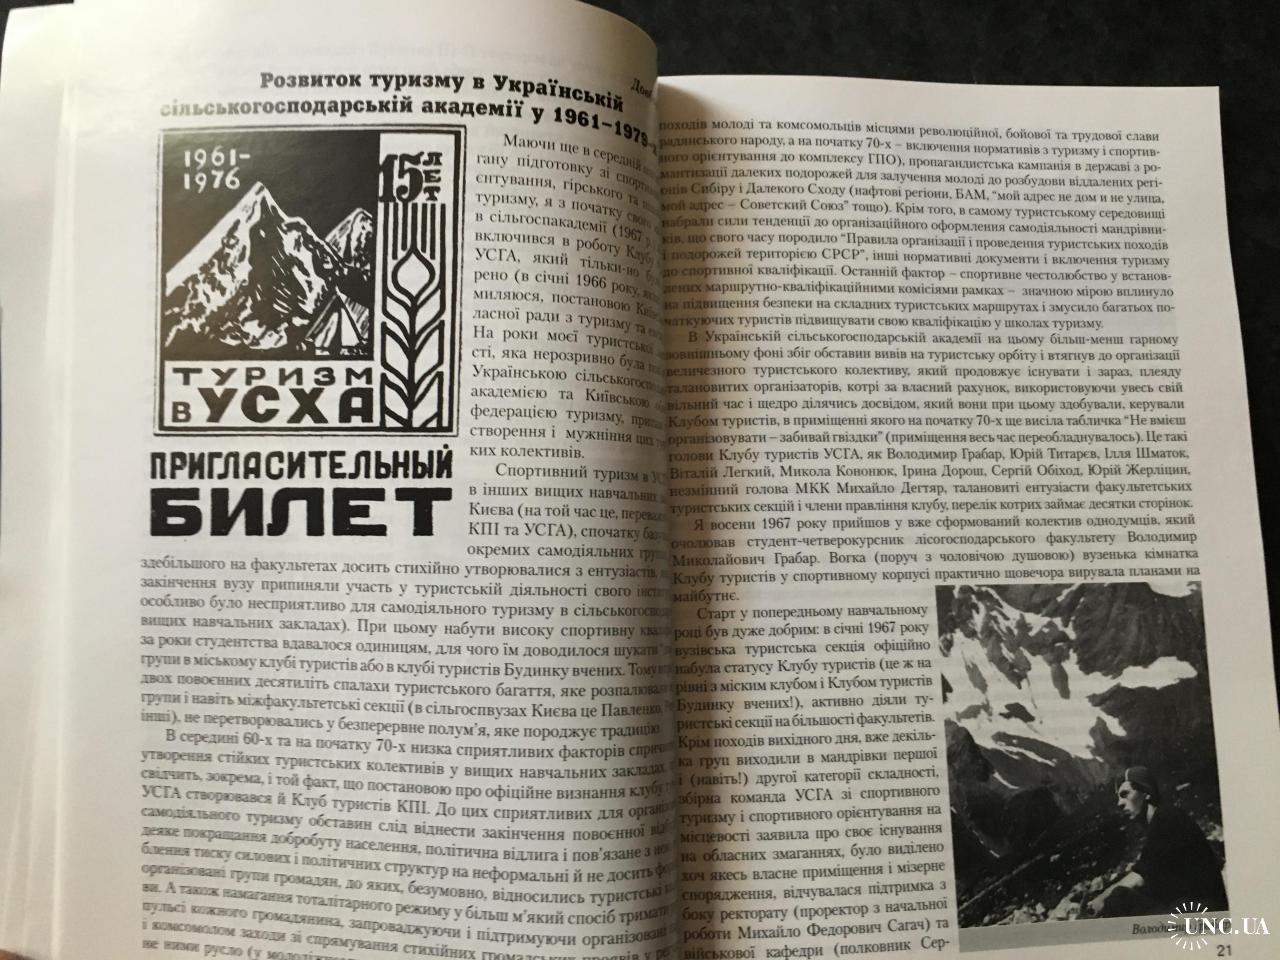 Розвиток туризму в Українській
сільськогосподарській академії у 1961–1979-х
1961-
1976
15 ЛЕТ
ТУРИЗМ
В УСХА
ПРИГЛАСИТЕЛЬНЫЙ
БИЛЕТ
Маючи ще в середній
гану підготовку зі
єнтування, гірського та
туризму, я з початку
в сільгоспакадемії (1967
включився в роботу Клубу
УСГА, який тільки-но
рено (в січні 1966 року,
миляюся, постановою
ласної ради з туризму та
На роки моєї туристської
сті, яка нерозривно була
Українською
академією та Київською
федерацією туризму,
створення і мужніння цих
ких колективів.
Спортивний туризм в
в інших вищих навчальних
Києва (на той час це,
КПІ та УСГА), спочатку
окремих самодіяльних
здебільшого на факультетах досить стихійно утворювалися з ентузіастів,
закінчення вузу припиняли участь у туристській діяльності свого
особливо було несприятливо для самодіяльного туризму в
вищих навчальних закладах). При цьому набути високу спортивну
за роки студентства вдавалося одиницям, для чого їм доводилося шукати
групи в міському клубі туристів або в клубі туристів Будинку вчених. Тому
двох повоєнних десятиліть спалахи туристського багаття, яке
групи і навіть міжфакультетські секції (в сільгоспвузах Києва це Павленко,
інші), не перетворювались у безперервне полум’я, яке породжує традицію.
В середині 60-х та на початку 70-х низка сприятливих факторів
утворення стійких туристських колективів у вищих навчальних закладах.
свідчить, зокрема, і той факт, що постановою про офіційне визнання клубу
УСГА створювався й Клуб туристів КПІ. До цих сприятливих для
самодіяльного туризму обставин слід віднести закінчення повоєнної
деяке покращання добробуту населення, політична відлига і пов’язане з
блення тиску силових і політичних структур на неформальні й не досить
організовані групи громадян, до яких, безумовно, відносились туристські
ви. А також намагання тоталітарного режиму у більш м’який спосіб тримати
пульсі кожного громадянина, запроваджуючи і підтримуючи організовані
і комсомолом заходи зі спрямування стихійних громадських проявів у
не ними русло (у
походів молоді та комсомольців місцями революційної, бойової та трудової слави
радянського народу, а на початку 70-х – включення нормативів з туризму і спортив-
ного орієнтування до комплексу ГПО), пропагандистська кампанія в державі з ро-
мантизації далеких подорожей для залучення молоді до розбудови віддалених регі-
онів Сибіру і Далекого Сходу (нафтові регіони, БАМ, “мой адрес не дом и не улица,
мой адрес – Советский Союз” тощо). Крім того, в самому туристському середовищі
набрали сили тенденції до організаційного оформлення самодіяльності мандрівни-
ків, що свого часу породило “Правила організації і проведення туристських походів
і подорожей територією СРСР”, інші нормативні документи і включення туризму
до спортивної кваліфікації. Останній фактор – спортивне честолюбство у встанов-
лених маршрутно-кваліфікаційними комісіями рамках – значною мірою вплинуло
на підвищення безпеки на складних туристських маршрутах і змусило багатьох по-
чаткуючих туристів підвищувати свою кваліфікацію у школах туризму.
В Українській сільськогосподарській академії на цьому більш-менш гарному
зовнішньому фоні збіг обставин вивів на туристську орбіту і втягнув до організації
величезного туристського колективу, який продовжує існувати і зараз, плеяду
талановитих організаторів, котрі за власний рахунок, використовуючи увесь свій
вільний час і щедро ділячись досвідом, який вони при цьому здобували, керували
Клубом туристів, в приміщенні якого на початку 70-х ще висіла табличка “Не вмієш
організовувати – забивай гвіздки” (приміщення весь час переобладнувалось). Це такі
голови Клубу туристів УСГА, як Володимир Грабар, Юрій Титарєв, Ілля Шматок,
Віталій Легкий, Микола Кононюк, Ірина Дорош, Сергій Обіход, Юрій Жерліцин,
незмінний голова МКК Михайло Дегтяр, талановиті ентузіасти факультетських
туристських секцій і члени правління клубу, перелік котрих займає десятки сторінок.
Я восени 1967 року прийшов у вже сформований колектив однодумців, який
очолював студент-четверокурсник лісогосподарського факультету Володимир
Миколайович Грабар. Вогка (поруч з чоловічою душовою) вузенька кімнатка
Клубу туристів у спортивному корпусі практично щовечора вирувала планами на
майбутнє.
Старт у попередньому навчальному
році був дуже добрим: в січні 1967 року
вузівська туристська секція офіційно
набула статусу Клубу туристів (це ж на
рівні з міским клубом і Клубом туристів
Будинку вчених!), активно діяли ту-
ристські секції на більшості факультетів.
Крім походів вихідного дня, вже декіль-
ка груп виходили в мандрівки першої
і (навіть!) другої категорії складності,
збірна команда УСГА зі спортивного
туризму і спортивного орієнтування на
місцевості заявила про своє існування
на обласних змаганнях, було виділено
хоч якесь власне приміщення і мізерне
спорядження, відчувалася підтримка з
боку ректорату (проректор з начальної
роботи Михайло Федорович Сагач) та
військової кафедри (полковник Сер-
21
UNC.UA